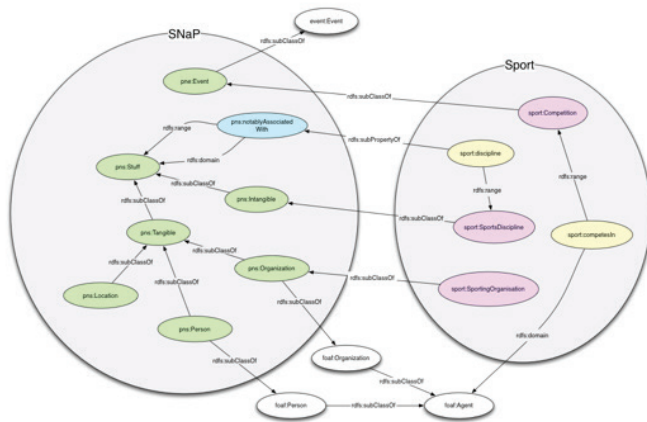 event:Event
SNaP
rdfs:subClassOf
Sport
pne:Event
rdfs:subClassOf
sport:Competition
pns:notablyAssociated
With
rdfs:range
rdfs:subPropertyOf
sport:discipline
rdfs:domain
pns:Stuff
rdfs:range
rdfs:range
rdfs:subClassOf
rdfs:subClassOf
pns:Intangible
rdfs:subClassOf
sport:SportsDiscipline
sport:competesIn
pns:Tangible
rdfs:subClassOf
rdfs:subClassOf
pns:Organization
rdfs:subClassOf
rdfs:subClassOf
sport:SportingOrganisation
pns:Location
rdfs:subClassOf
rdfs:subClassOf
pns:Person
rdfs:domain
foaf:Organization
rdfs:subClassOf
rdfs:subClassOf
foaf:Person
rdfs:subClassOf
foaf:Agent